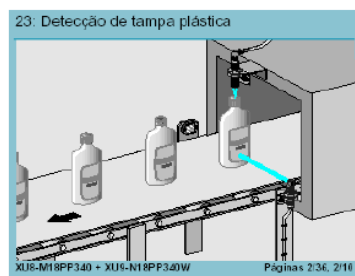 23: Detecção de tampa plástica
XU8-M18PP340 + XU9-N18PP340W Páginas 2/36, 2/10